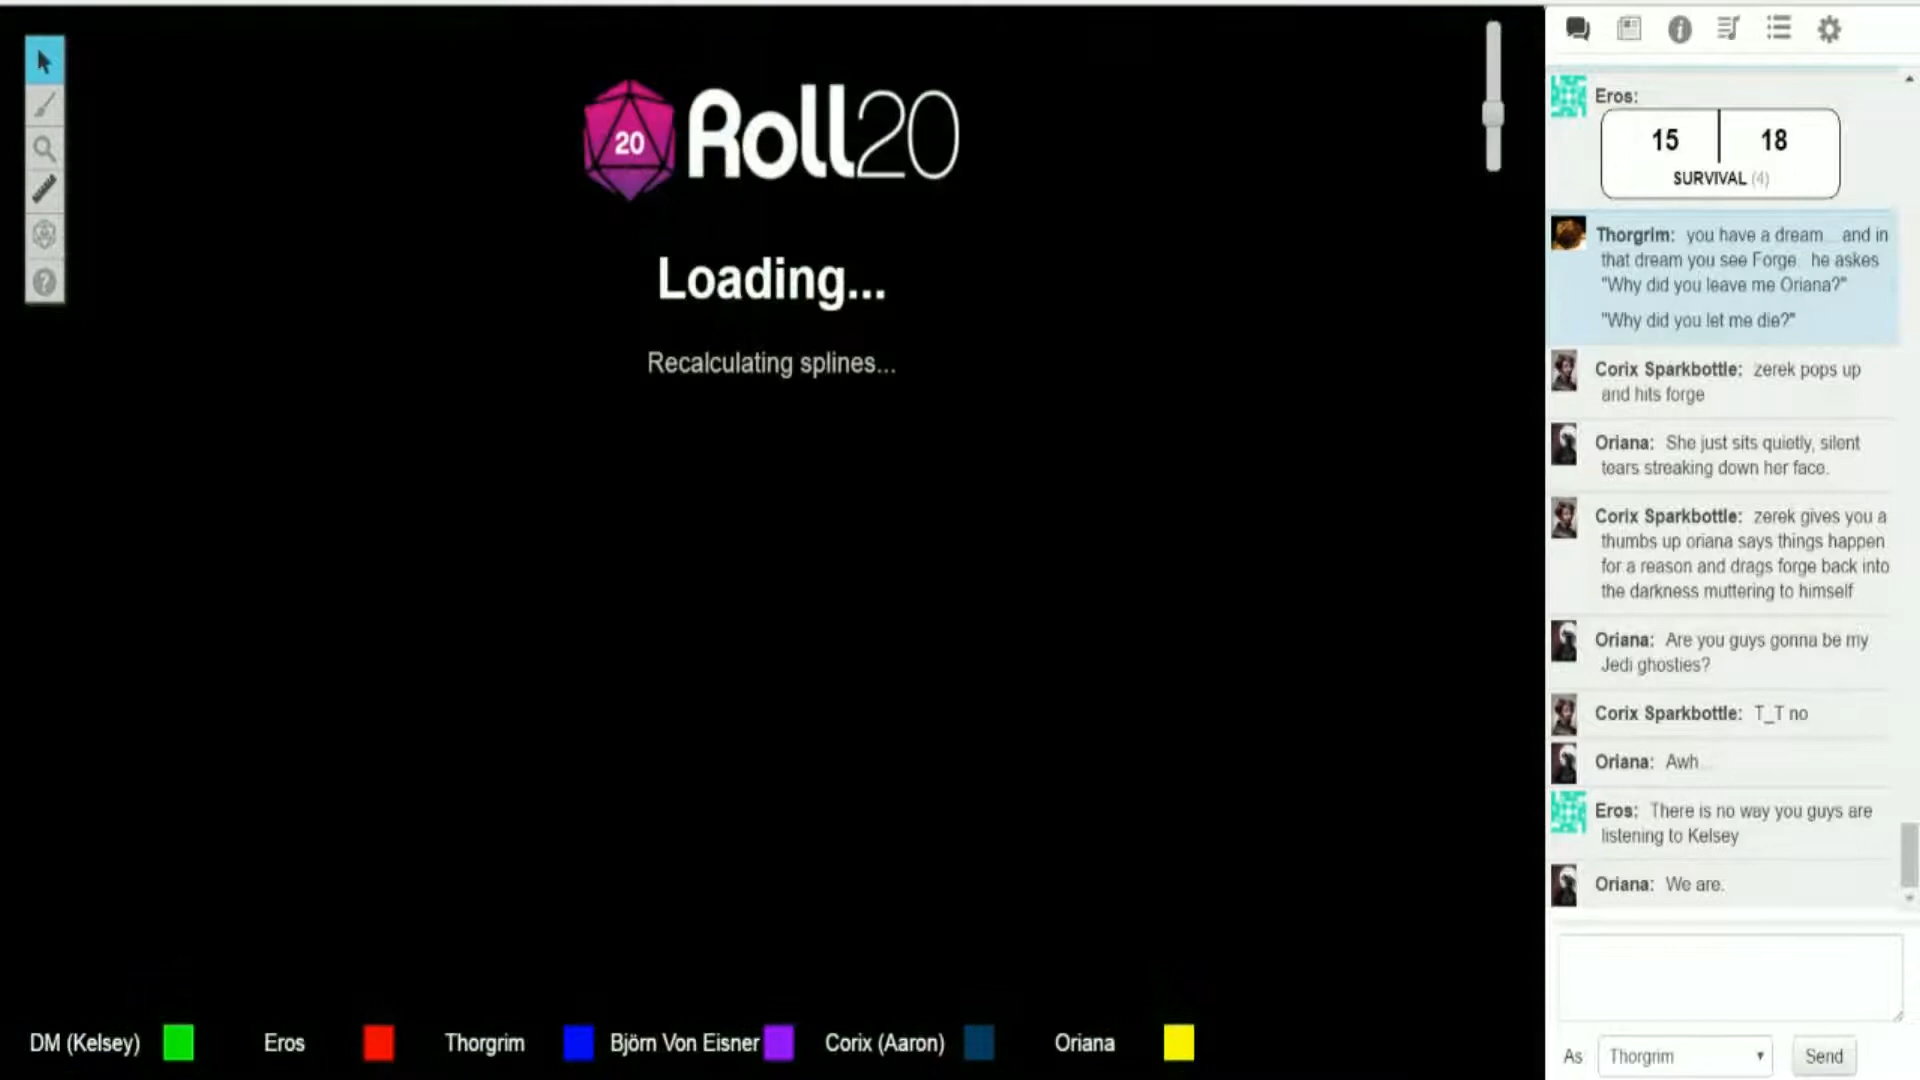 20 Roll20
Loading...
Recalculating splines...
DM (Kelsey)
Eros
Thorgrim
Björn Von Eisner
Corix (Aaron)
Oriana
Eros:
15 18
SURVIVAL (4)
Thorgrim: you have a dream and in
that dream you see Forge he askes
"Why did you leave me Oriana?"
"Why did you let me die?"
Corix Sparkbottle: zerek pops up
and hits forge
Oriana: She just sits quietly, silent
tears streaking down her face.
Corix Sparkbottle: zerek gives you a
thumbs up oriana says things happen
for a reason and drags forge back into
the darkness muttering to himself
Oriana: Are you guys gonna be my
Jedi ghosties?
Corix Sparkbottle: T_T no
Oriana: Awh
Eros: There is no way you guys are
listening to Kelsey
Oriana: We are.
As Thorgrim Send